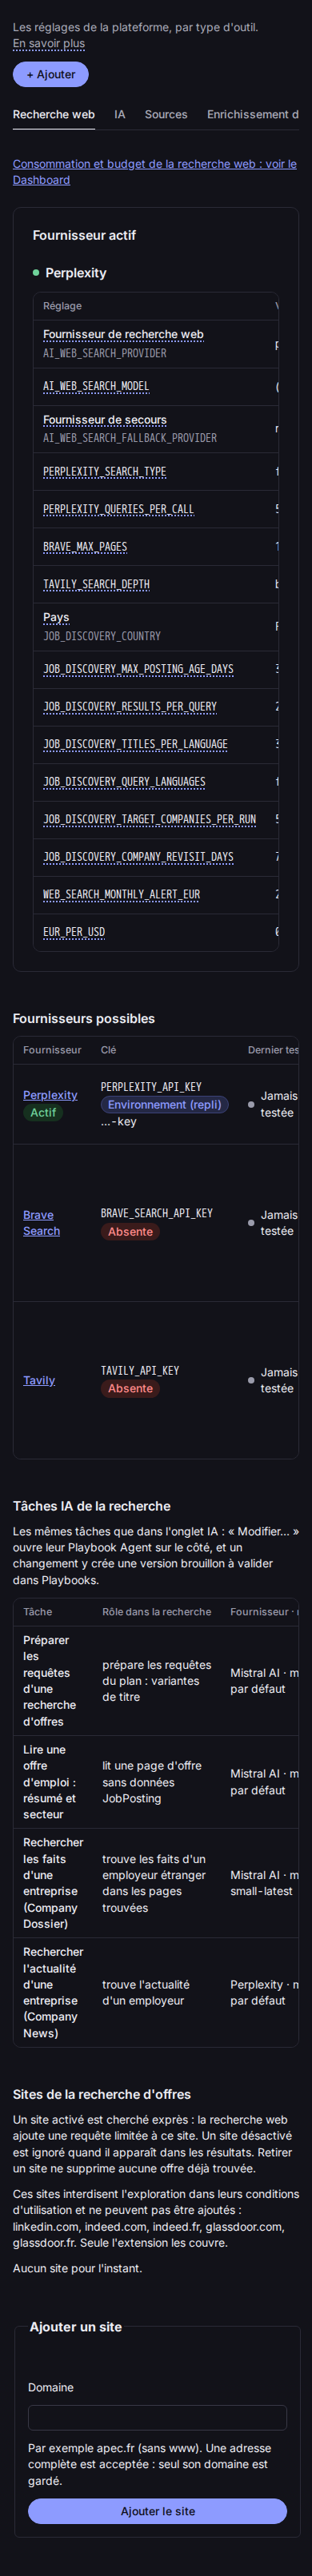 Les réglages de la plateforme, par type d'outil.
En savoir plus
+ Ajouter
Recherche web IA Sources Enrichissement d
Consommation et budget de la recherche web : voir le
Dashboard
Fournisseur actif
Perplexity
Réglage
Fournisseur de recherche web
AI_WEB_SEARCH_PROVIDER
AI_WEB_SEARCH_MODEL
Fournisseur de secours
AI_WEB_SEARCH_FALLBACK_PROVIDER
PERPLEXITY_SEARCH_TYPE
PERPLEXITY_QUERIES_PER_CALL
BRAVE_MAX_PAGES
TAVILY_SEARCH_DEPTH
Pays
JOB_DISCOVERY_COUNTRY
JOB_DISCOVERY_MAX_POSTING_AGE_DAYS
JOB_DISCOVERY_RESULTS_PER_QUERY
JOB_DISCOVERY_TITLES_PER_LANGUAGE
JOB_DISCOVERY_QUERY_LANGUAGES
JOB_DISCOVERY_TARGET_COMPANIES_PER_RUN
JOB_DISCOVERY_COMPANY_REVISIT_DAYS
WEB_SEARCH_MONTHLY_ALERT_EUR
EUR_PER_USD
Fournisseurs possibles
Fournisseur Clé Dernier tes
Perplexity
Actif
PERPLEXITY_API_KEY
Environnement (repli)
…-key
Jamais
testée
Brave
Search
BRAVE_SEARCH_API_KEY
Absente
Jamais
testée
Tavily
TAVILY_API_KEY
Absente
Jamais
testée
Tâches IA de la recherche
Les mêmes tâches que dans l'onglet IA : « Modifier… »
ouvre leur Playbook Agent sur le côté, et un
changement y crée une version brouillon à valider
dans Playbooks.
Tâche Rôle dans la recherche Fournisseur ·
Préparer
les
requêtes
d'une
recherche
d'offres
prépare les requêtes
du plan : variantes
de titre
Mistral AI · m
par défaut
Lire une
offre
d'emploi :
résumé et
secteur
lit une page d'offre
sans données
JobPosting
Mistral AI · m
par défaut
Rechercher
les faits
d'une
entreprise
(Company
Dossier)
trouve les faits d'un
employeur étranger
dans les pages
trouvées
Mistral AI · m
small-latest
Rechercher
l'actualité
d'une
entreprise
(Company
News)
trouve l'actualité
d'un employeur
Perplexity · m
par défaut
Sites de la recherche d'offres
Un site activé est cherché exprès : la recherche web
ajoute une requête limitée à ce site. Un site désactivé
est ignoré quand il apparaît dans les résultats. Retirer
un site ne supprime aucune offre déjà trouvée.
Ces sites interdisent l'exploration dans leurs conditions
d'utilisation et ne peuvent pas être ajoutés :
linkedin.com, indeed.com, indeed.fr, glassdoor.com,
glassdoor.fr. Seule l'extension les couvre.
Aucun site pour l'instant.
Ajouter un site
Domaine
Par exemple apec.fr (sans www). Une adresse
complète est acceptée : seul son domaine est
gardé.
Ajouter le site